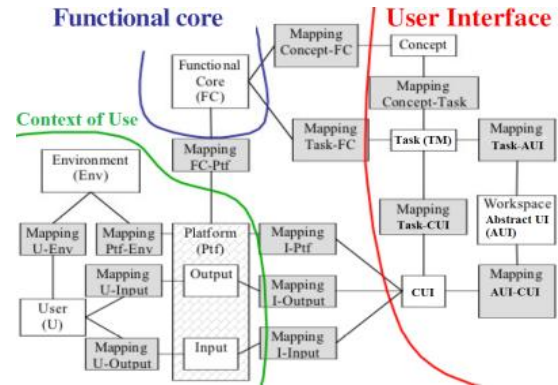 Functional core
User Interface
Mapping
Concept-FC
Concept
Functional
Core
(FC)
Mapping
Concept-Task
Context of Use
Mapping
Task-FC
Task (TM)
Mapping
Task-AUI
Environment
(Env)
Mapping
FC-Ptf
Workspace
Abstract UI
(AUI)
Mapping
Task-CUI
Mapping
U-Env
Mapping
Ptf-Env
Platform
(Ptf)
Mapping
I-Ptf
Mapping
U-Input
Output
Mapping
I-Output
CUI
Mapping
AUI-CUI
User
(U)
Mapping
U-Output
Input
Mapping
I-Input